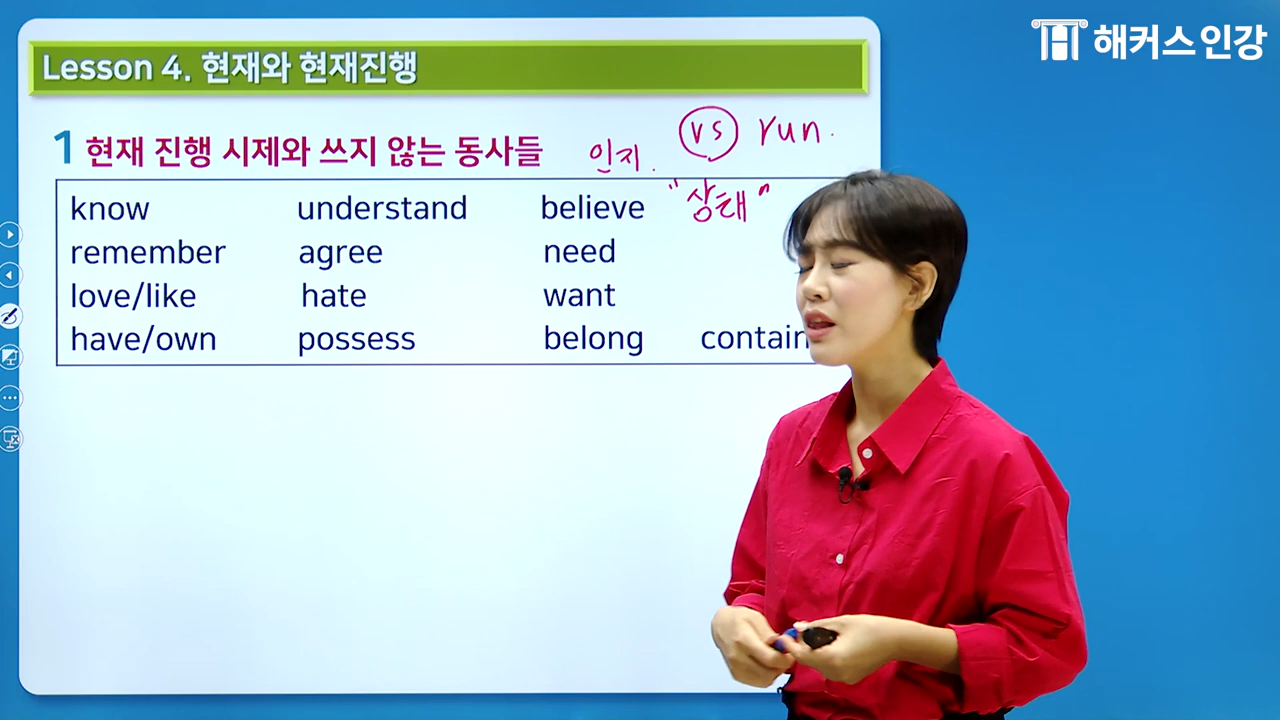 해커스인강
Lesson 4. 현재와 현재진행
1 현재 진행 시제와 쓰지 않는 동사들
인지.
vs run.
"상태"
know understand believe
remember agree need
love/like hate want
have/own possess belong contain